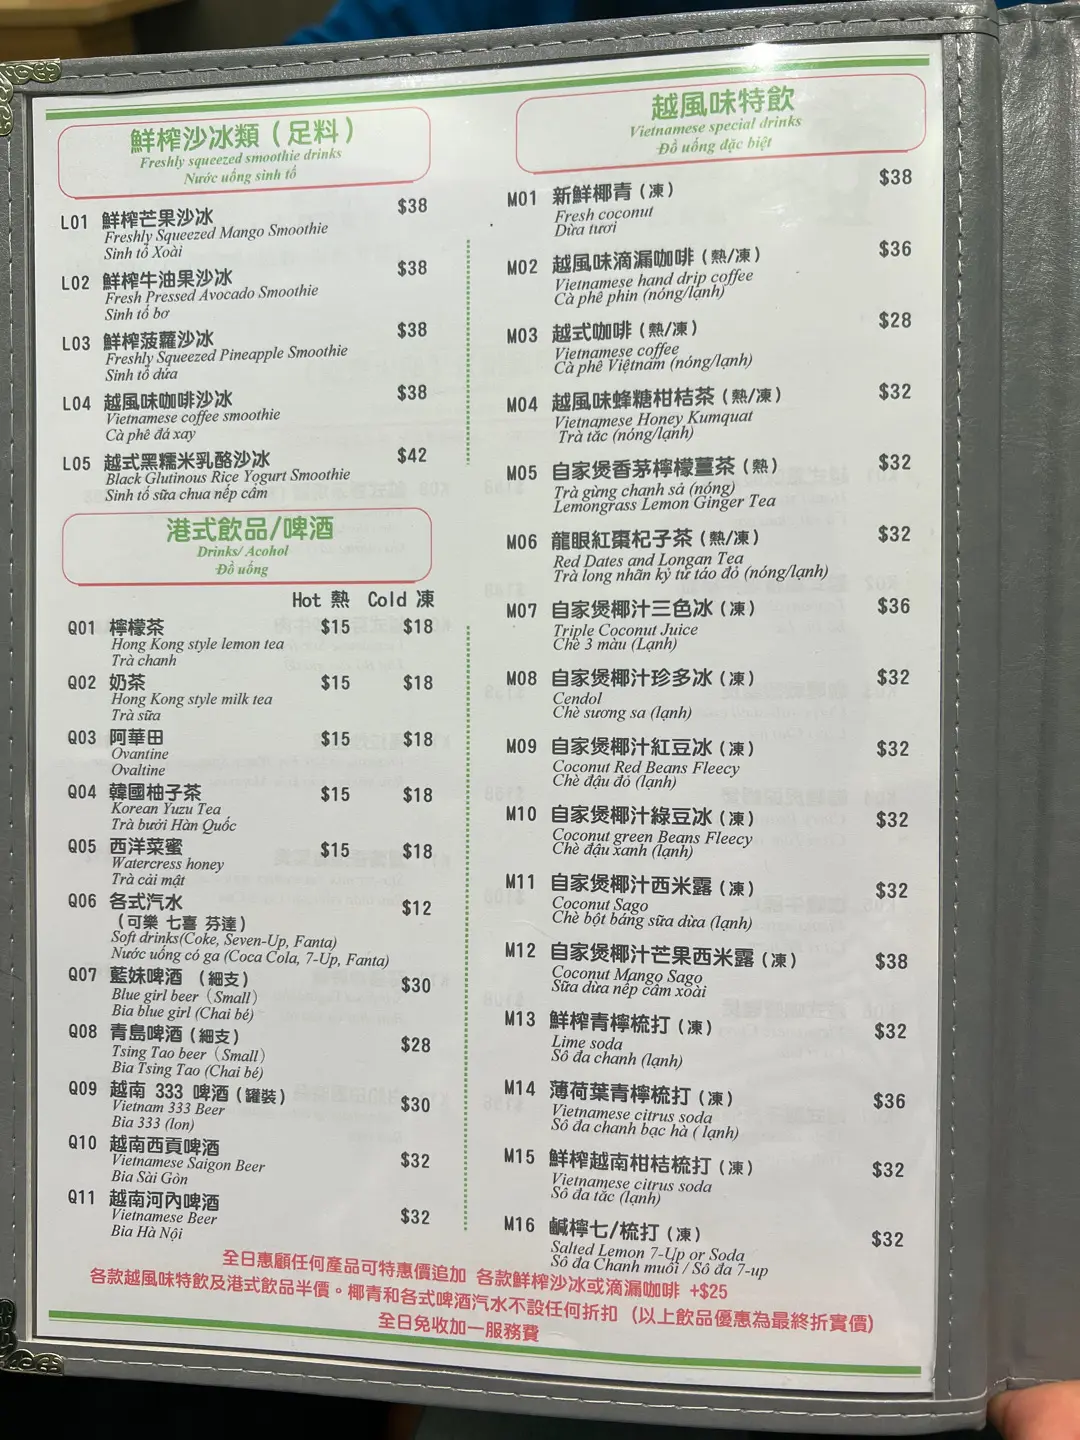 鮮榨沙冰類（足料）
Freshly squeezed smoothie drinks
Nước uống sinh tố
L01 鮮榨芒果沙冰 $38
Freshly Squeezed Mango Smoothie
Sinh tố Xoài
L02 鮮榨牛油果沙冰 $38
Fresh Pressed Avocado Smoothie
Sinh tố bơ
L03 鮮榨菠蘿沙冰 $38
Freshly Squeezed Pineapple Smoothie
Sinh tố dứa
L04 越風味咖啡沙冰 $38
Vietnamese coffee smoothie
Cà phê đá xay
L05 越式黑糯米乳酪沙冰 $42
Black Glutinous Rice Yogurt Smoothie
Sinh tố sữa chua nếp cẩm
港式飲品/啤酒
Drinks/ Acohol
Đồ uống
Hot 熱 Cold 凍
Q01 檸檬茶 $15 $18
Hong Kong style lemon tea
Trà chanh
Q02 奶茶 $15 $18
Hong Kong style milk tea
Trà sữa
Q03 阿華田 $15 $18
Ovantine
Ovaltine
Q04 韓國柚子茶 $15 $18
Korean Yuzu Tea
Trà bưởi Hàn Quốc
Q05 西洋菜蜜 $15 $18
Watercress honey
Trà cải mật
Q06 各式汽水 $12
（可樂 七喜 芬達）
Soft drinks(Coke, Seven-Up, Fanta)
Nước uống có ga (Coca Cola, 7-Up, Fanta)
Q07 藍妹啤酒 （細支） $30
Blue girl beer（Small）
Bia blue girl (Chai bé)
Q08 青島啤酒（細支） $28
Tsing Tao beer（Small）
Bia Tsing Tao (Chai bé)
Q09 越南 333 啤酒（罐裝） $30
Vietnam 333 Beer
Bia 333 (lon)
Q10 越南西貢啤酒 $32
Vietnamese Saigon Beer
Bia Sài Gòn
Q11 越南河內啤酒 $32
Vietnamese Beer
Bia Hà Nội
越風味特飲
Vietnamese special drinks
Đồ uống đặc biệt
M01 新鮮椰青（凍） $38
Fresh coconut
Dừa tươi
M02 越風味滴漏咖啡（熱/凍） $36
Vietnamese hand drip coffee
Cà phê phin (nóng/lạnh)
M03 越式咖啡（熱/凍） $28
Vietnamese coffee
Cà phê Việtnam (nóng/lạnh)
M04 越風味蜂糖柑桔茶（熱/凍） $32
Vietnamese Honey Kumquat
Trà tắc (nóng/lạnh)
M05 自家煲香茅檸檬薑茶（熱） $32
Trà gừng chanh sả (nóng)
Lemongrass Lemon Ginger Tea
M06 龍眼紅棗杞子茶（熱/凍） $32
Red Dates and Longan Tea
Trà long nhãn kỷ tử táo đỏ (nóng/lạnh)
M07 自家煲椰汁三色冰（凍） $36
Triple Coconut Juice
Chè 3 màu (Lạnh)
M08 自家煲椰汁珍多冰（凍） $32
Cendol
Chè sương sa (lạnh)
M09 自家煲椰汁紅豆冰（凍） $32
Coconut Red Beans Fleecy
Chè đậu đỏ (lạnh)
M10 自家煲椰汁綠豆冰（凍） $32
Coconut green Beans Fleecy
Chè đậu xanh (lạnh)
M11 自家煲椰汁西米露（凍） $32
Coconut Sago
Chè bột báng sữa dừa (lạnh)
M12 自家煲椰汁芒果西米露（凍） $38
Coconut Mango Sago
Sữa dừa nếp cẩm xoài
M13 鮮榨青檸梳打（凍） $32
Lime soda
Sô đa chanh (lạnh)
M14 薄荷葉青檸梳打（凍） $36
Vietnamese citrus soda
Sô đa chanh bạc hà ( lạnh)
M15 鮮榨越南柑桔梳打（凍） $32
Vietnamese citrus soda
Sô đa tắc (lạnh)
M16 鹹檸七/梳打（凍） $32
Salted Lemon 7-Up or Soda
Sô đa Chanh muối / Sô đa 7-up
全日惠顧任何產品可特惠價追加 各款鮮榨沙冰或滴漏咖啡 +$25
各款越風味特飲及港式飲品半價。椰青和各式啤酒汽水不設任何折扣 (以上飲品優惠為最終折實價)
全日免收加一服務費